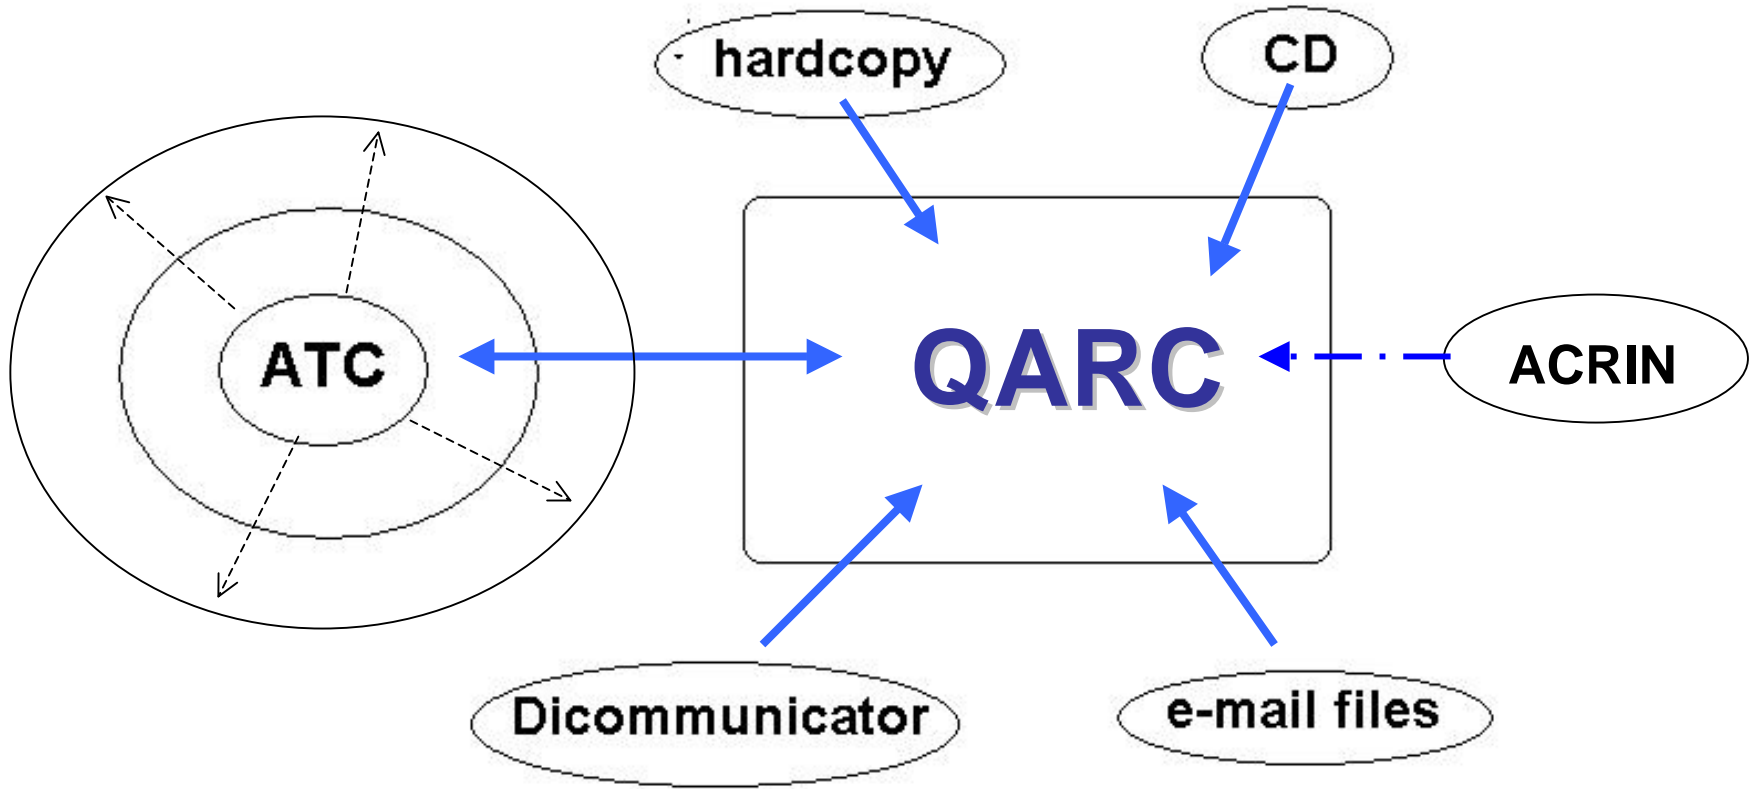 hardcopy
CD
ATC
QARC
ACRIN
Dicommunicator
e-mail files